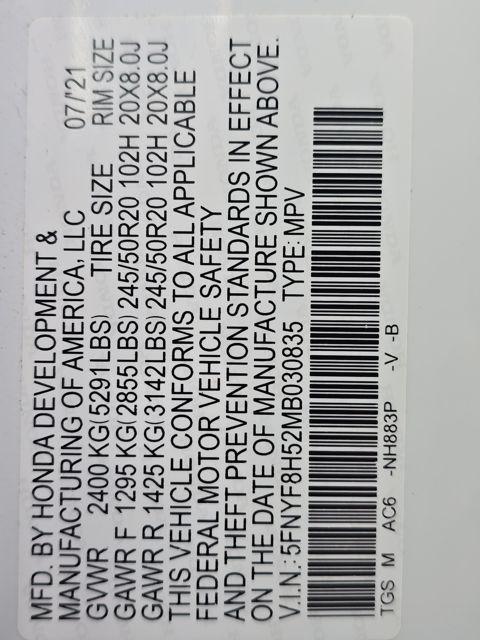 MFD. BY HONDA DEVELOPMENT &
MANUFACTURING OF AMERICA, LLC 07/'21
GVWR 2400 KG(5291LBS) TIRE SIZE RIM SIZE
GAWR F 1295 KG(2855LBS) 245/50R20 102H 20X8.0J
GAWR R 1425 KG(3142LBS) 245/50R20 102H 20X8.0J
THIS VEHICLE CONFORMS TO ALL APPLICABLE
FEDERAL MOTOR VEHICLE SAFETY
AND THEFT PREVENTION STANDARDS IN EFFECT
ON THE DATE OF MANUFACTURE SHOWN ABOVE.
V.I.N.:5FNYF8H52MB030835 TYPE: MPV
TGS M AC6 -NH883P -V -B